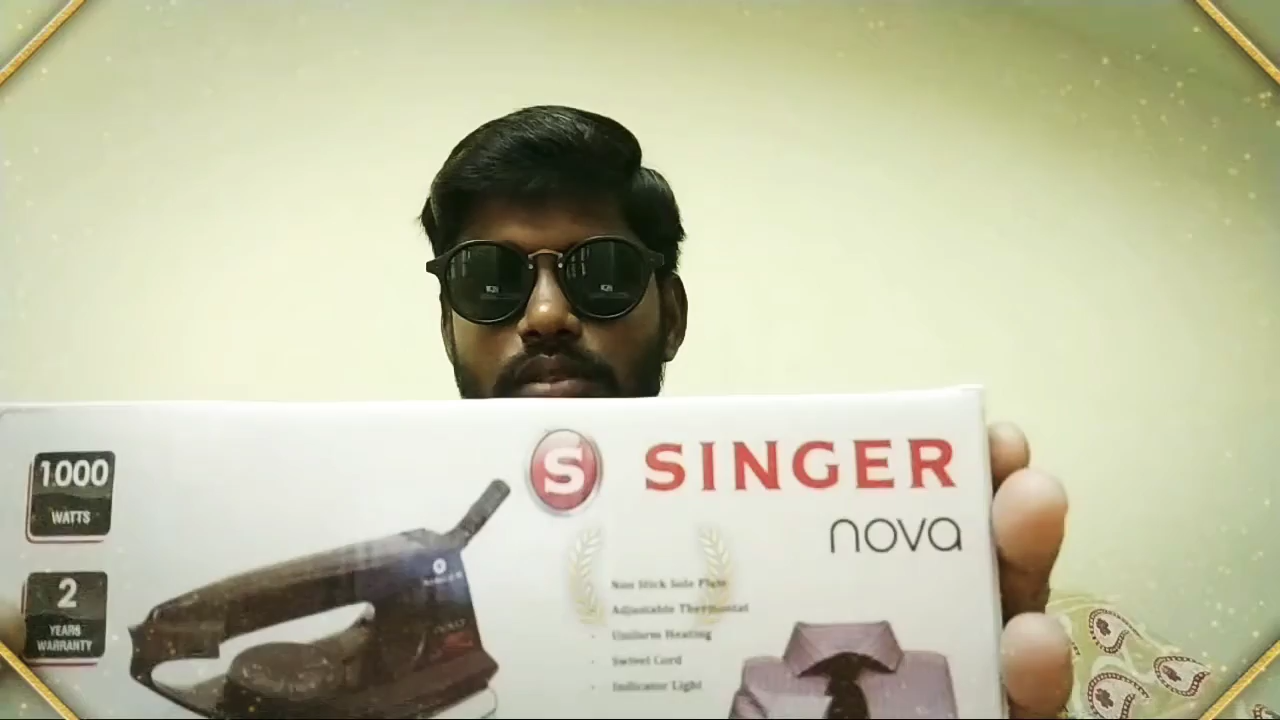 1000
WATTS
2
YEARS
WARRANTY
S
SINGER
nova
Non Stick Sole Plate
Adjustable Thermostat
Uniform Heating
Swivel Cord
Indicator Light